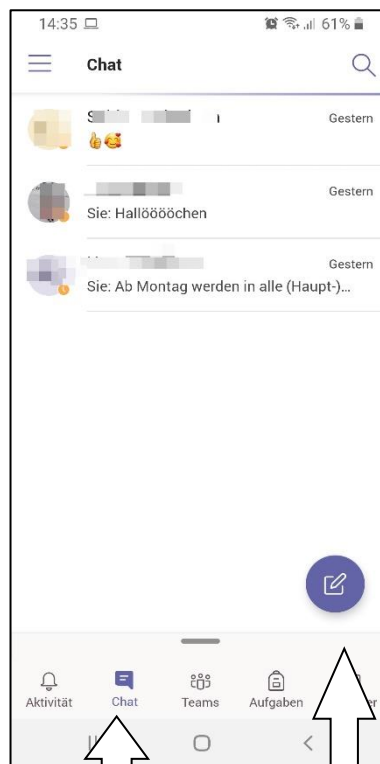 14:35 61%
Chat
Gestern
Gestern
Sie: Hallööööchen
Gestern
Sie: Ab Montag werden in alle (Haupt-)...
Aktivität Chat Teams Aufgaben